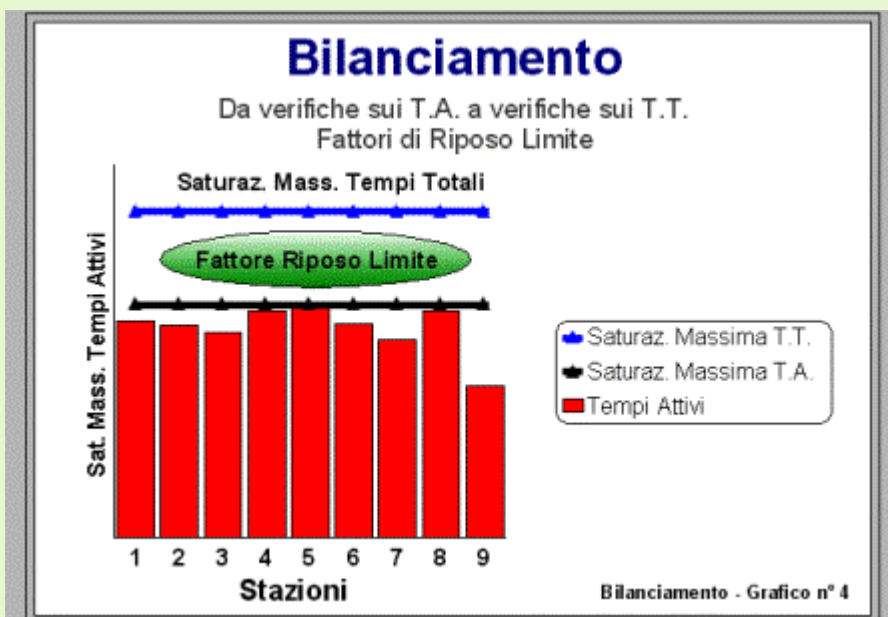 Bilanciamento
Da verifiche sui T.A. a verifiche sui T.T.
Fattori di Riposo Limite
Saturaz. Mass. Tempi Totali
Fattore Riposo Limite
Sat. Mass. Tempi Attivi
Saturaz. Massima T.T.
Saturaz. Massima T.A.
Tempi Attivi
1 2 3 4 5 6 7 8 9
Stazioni
Bilanciamento - Grafico n° 4